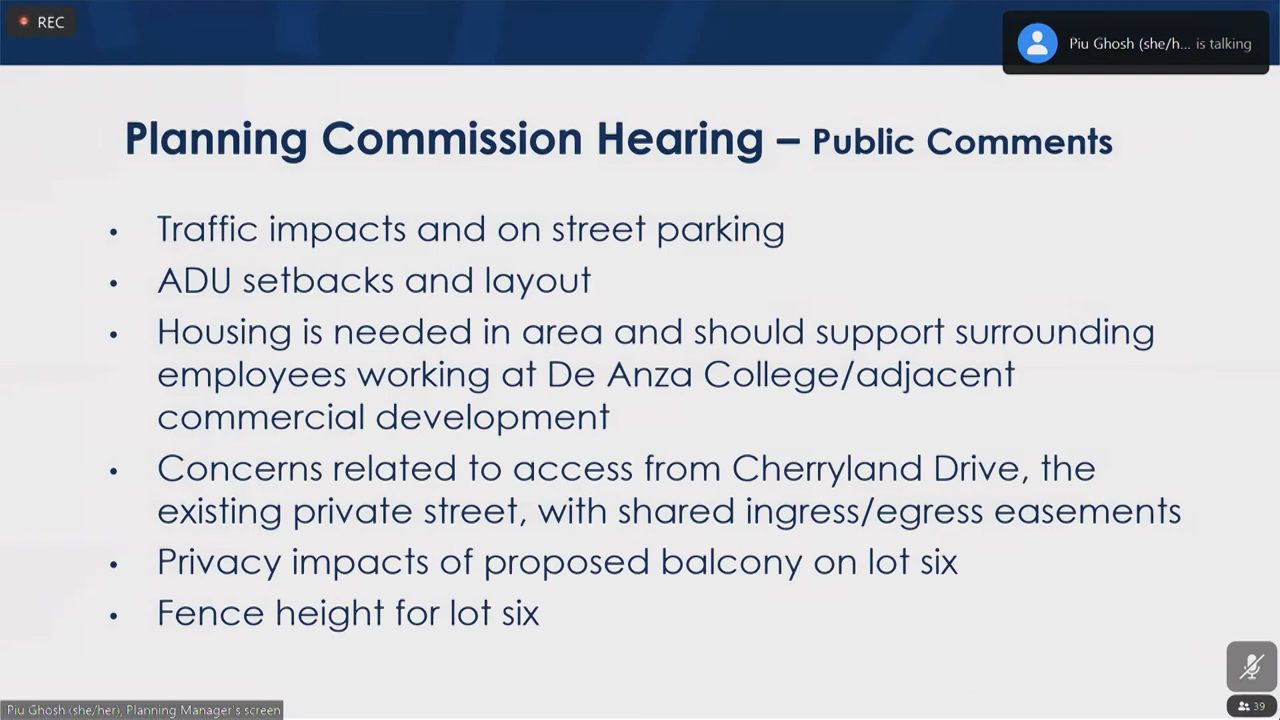 REC
Piu Ghosh (she/h... is talking
Planning Commission Hearing – Public Comments
• Traffic impacts and on street parking
• ADU setbacks and layout
• Housing is needed in area and should support surrounding
employees working at De Anza College/adjacent
commercial development
• Concerns related to access from Cherryland Drive, the
existing private street, with shared ingress/egress easements
• Privacy impacts of proposed balcony on lot six
• Fence height for lot six
Piu Ghosh (she/her), Planning Manager's screen
39